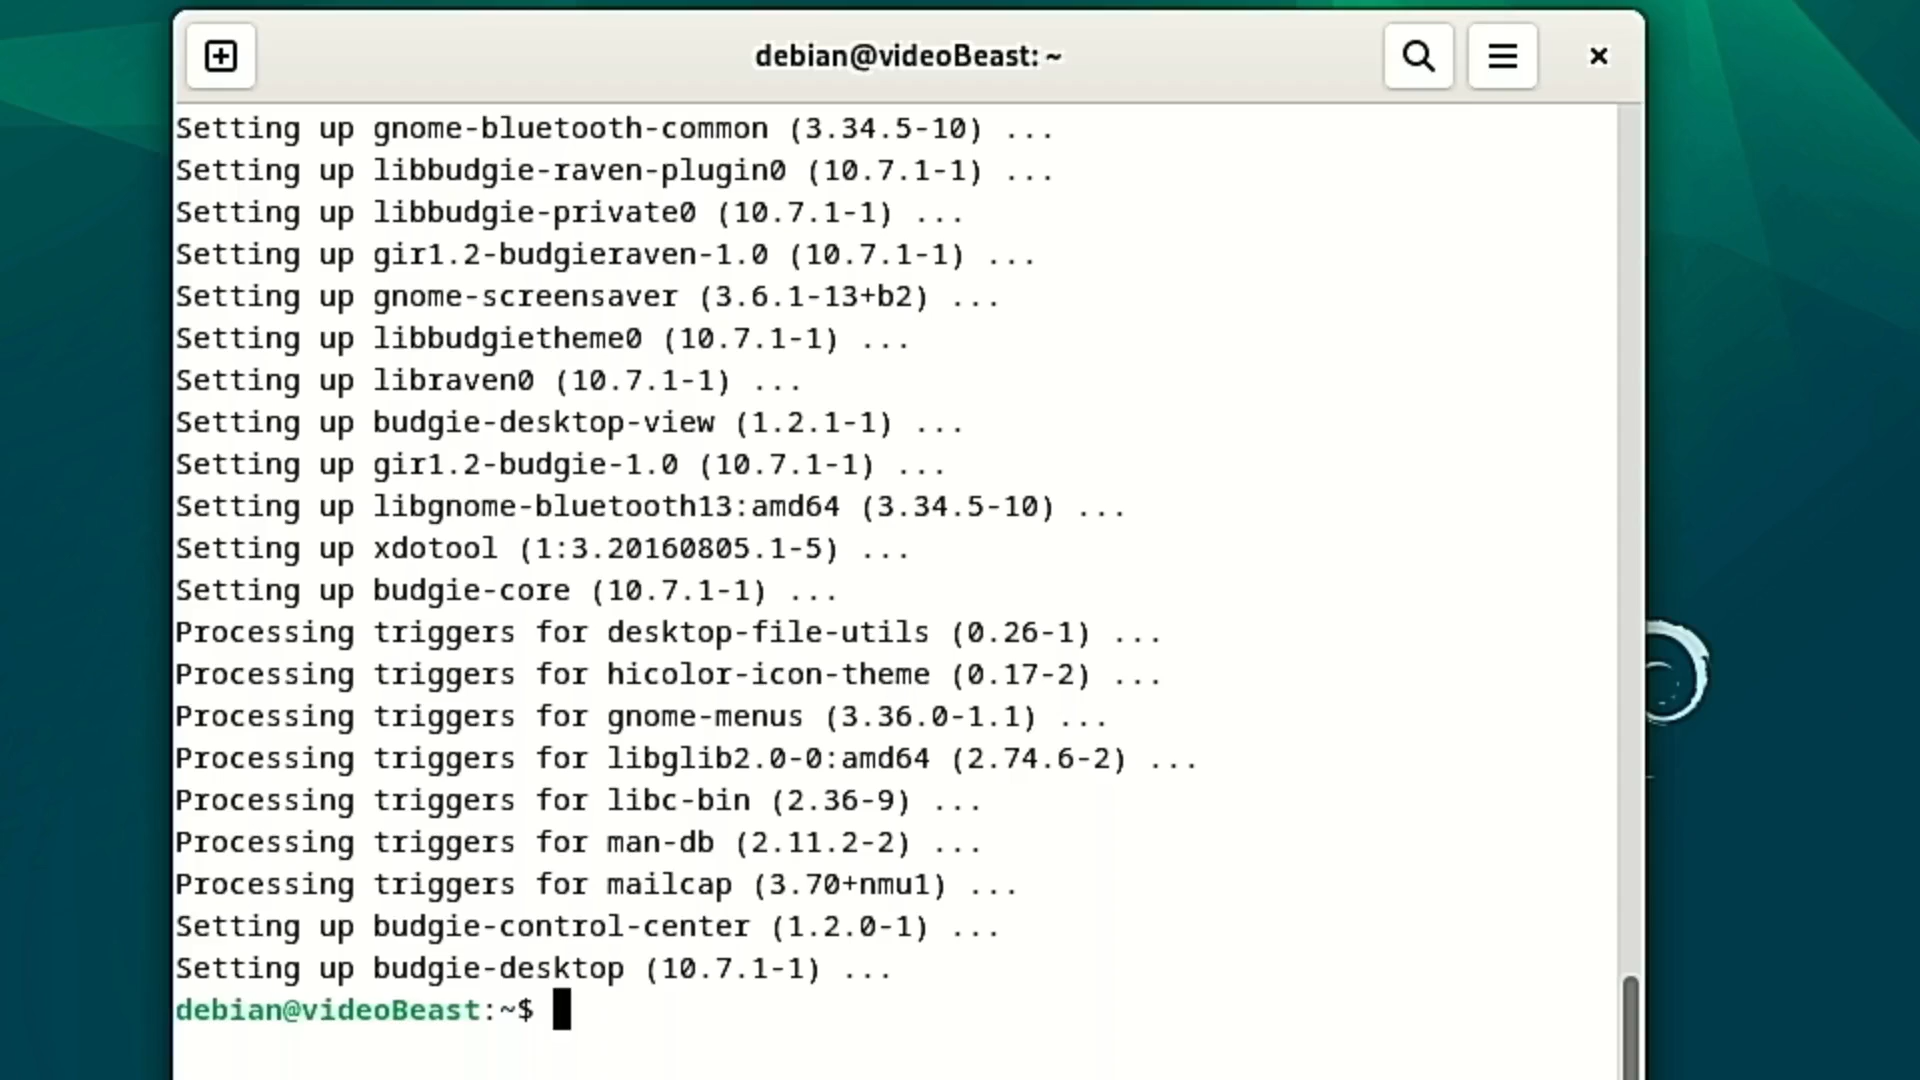 debian@videoBeast: ~
Setting up gnome-bluetooth-common (3.34.5-10) ...
Setting up libbudgie-raven-plugin0 (10.7.1-1) ...
Setting up libbudgie-private0 (10.7.1-1) ...
Setting up gir1.2-budgieraven-1.0 (10.7.1-1) ...
Setting up gnome-screensaver (3.6.1-13+b2) ...
Setting up libbudgietheme0 (10.7.1-1) ...
Setting up libraven0 (10.7.1-1) ...
Setting up budgie-desktop-view (1.2.1-1) ...
Setting up gir1.2-budgie-1.0 (10.7.1-1) ...
Setting up libgnome-bluetooth13:amd64 (3.34.5-10) ...
Setting up xdotool (1:3.20160805.1-5) ...
Setting up budgie-core (10.7.1-1) ...
Processing triggers for desktop-file-utils (0.26-1) ...
Processing triggers for hicolor-icon-theme (0.17-2) ...
Processing triggers for gnome-menus (3.36.0-1.1) ...
Processing triggers for libglib2.0-0:amd64 (2.74.6-2) ...
Processing triggers for libc-bin (2.36-9) ...
Processing triggers for man-db (2.11.2-2) ...
Processing triggers for mailcap (3.70+nmu1) ...
Setting up budgie-control-center (1.2.0-1) ...
Setting up budgie-desktop (10.7.1-1) ...
debian@videoBeast:~$